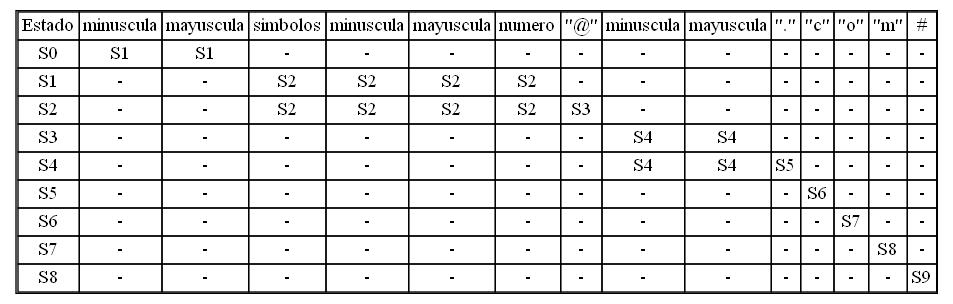 Estado minuscula mayuscula simbolos minuscula mayuscula numero "@" minuscula mayuscula "." "c" "o" "m" #
S0 S1 S1 - - - - - - - - - - - -
S1 - - S2 S2 S2 S2 - - - - - - - -
S2 - - S2 S2 S2 S2 S3 - - - - - - -
S3 - - - - - - - S4 S4 - - - - -
S4 - - - - - - - S4 S4 S5 - - - -
S5 - - - - - - - - - - S6 - - -
S6 - - - - - - - - - - - S7 - -
S7 - - - - - - - - - - - - S8 -
S8 - - - - - - - - - - - - - S9